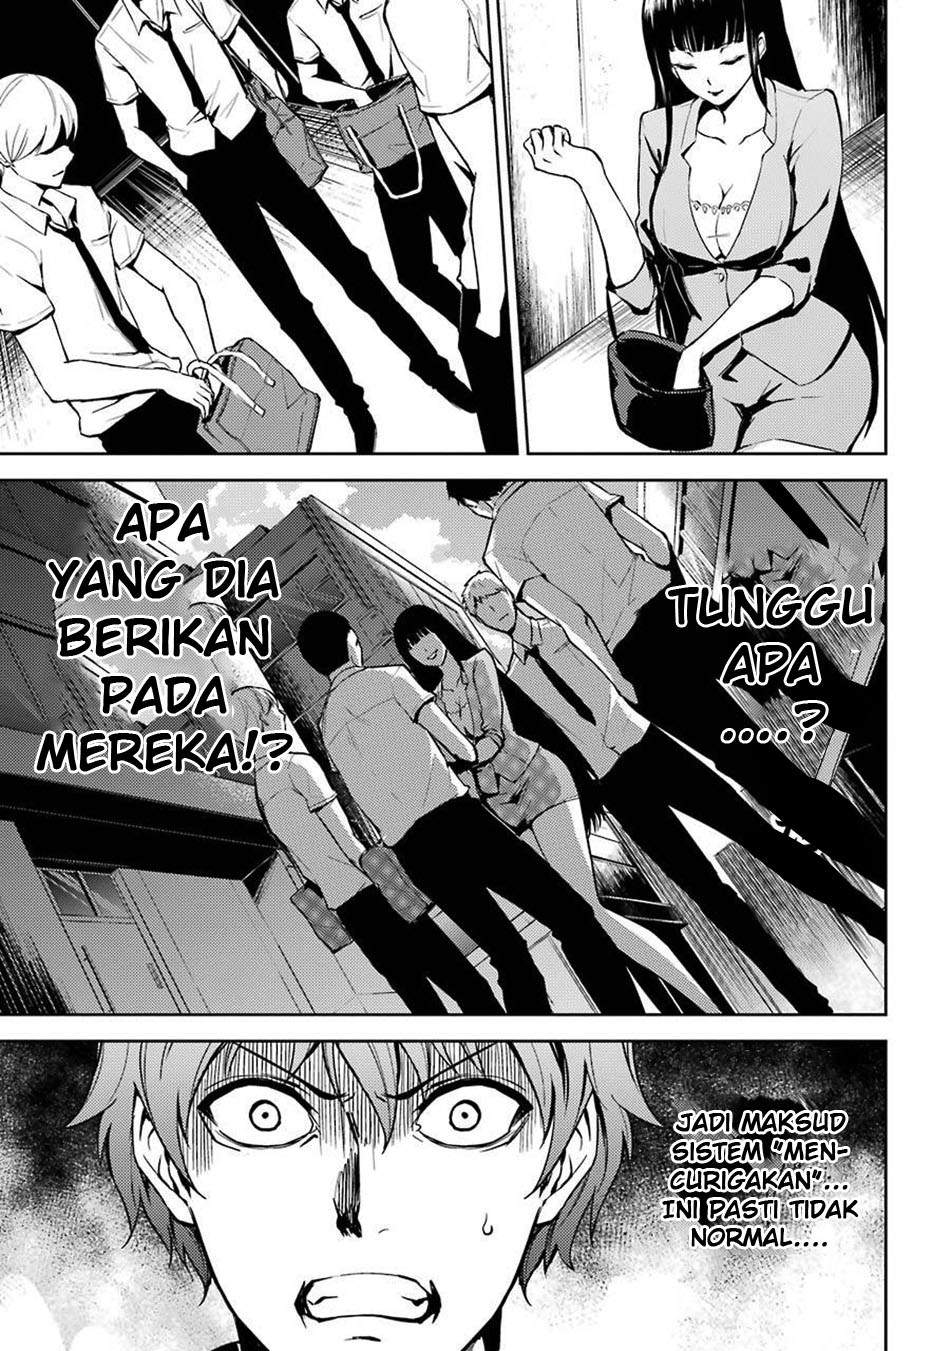 TUNGGU
APA
....?
APA
YANG DIA
BERIKAN
PADA
MEREKA!?
JADI MAKSUD
SISTEM "MEN-
CURIGAKAN"...
INI PASTI TIDAK
NORMAL....